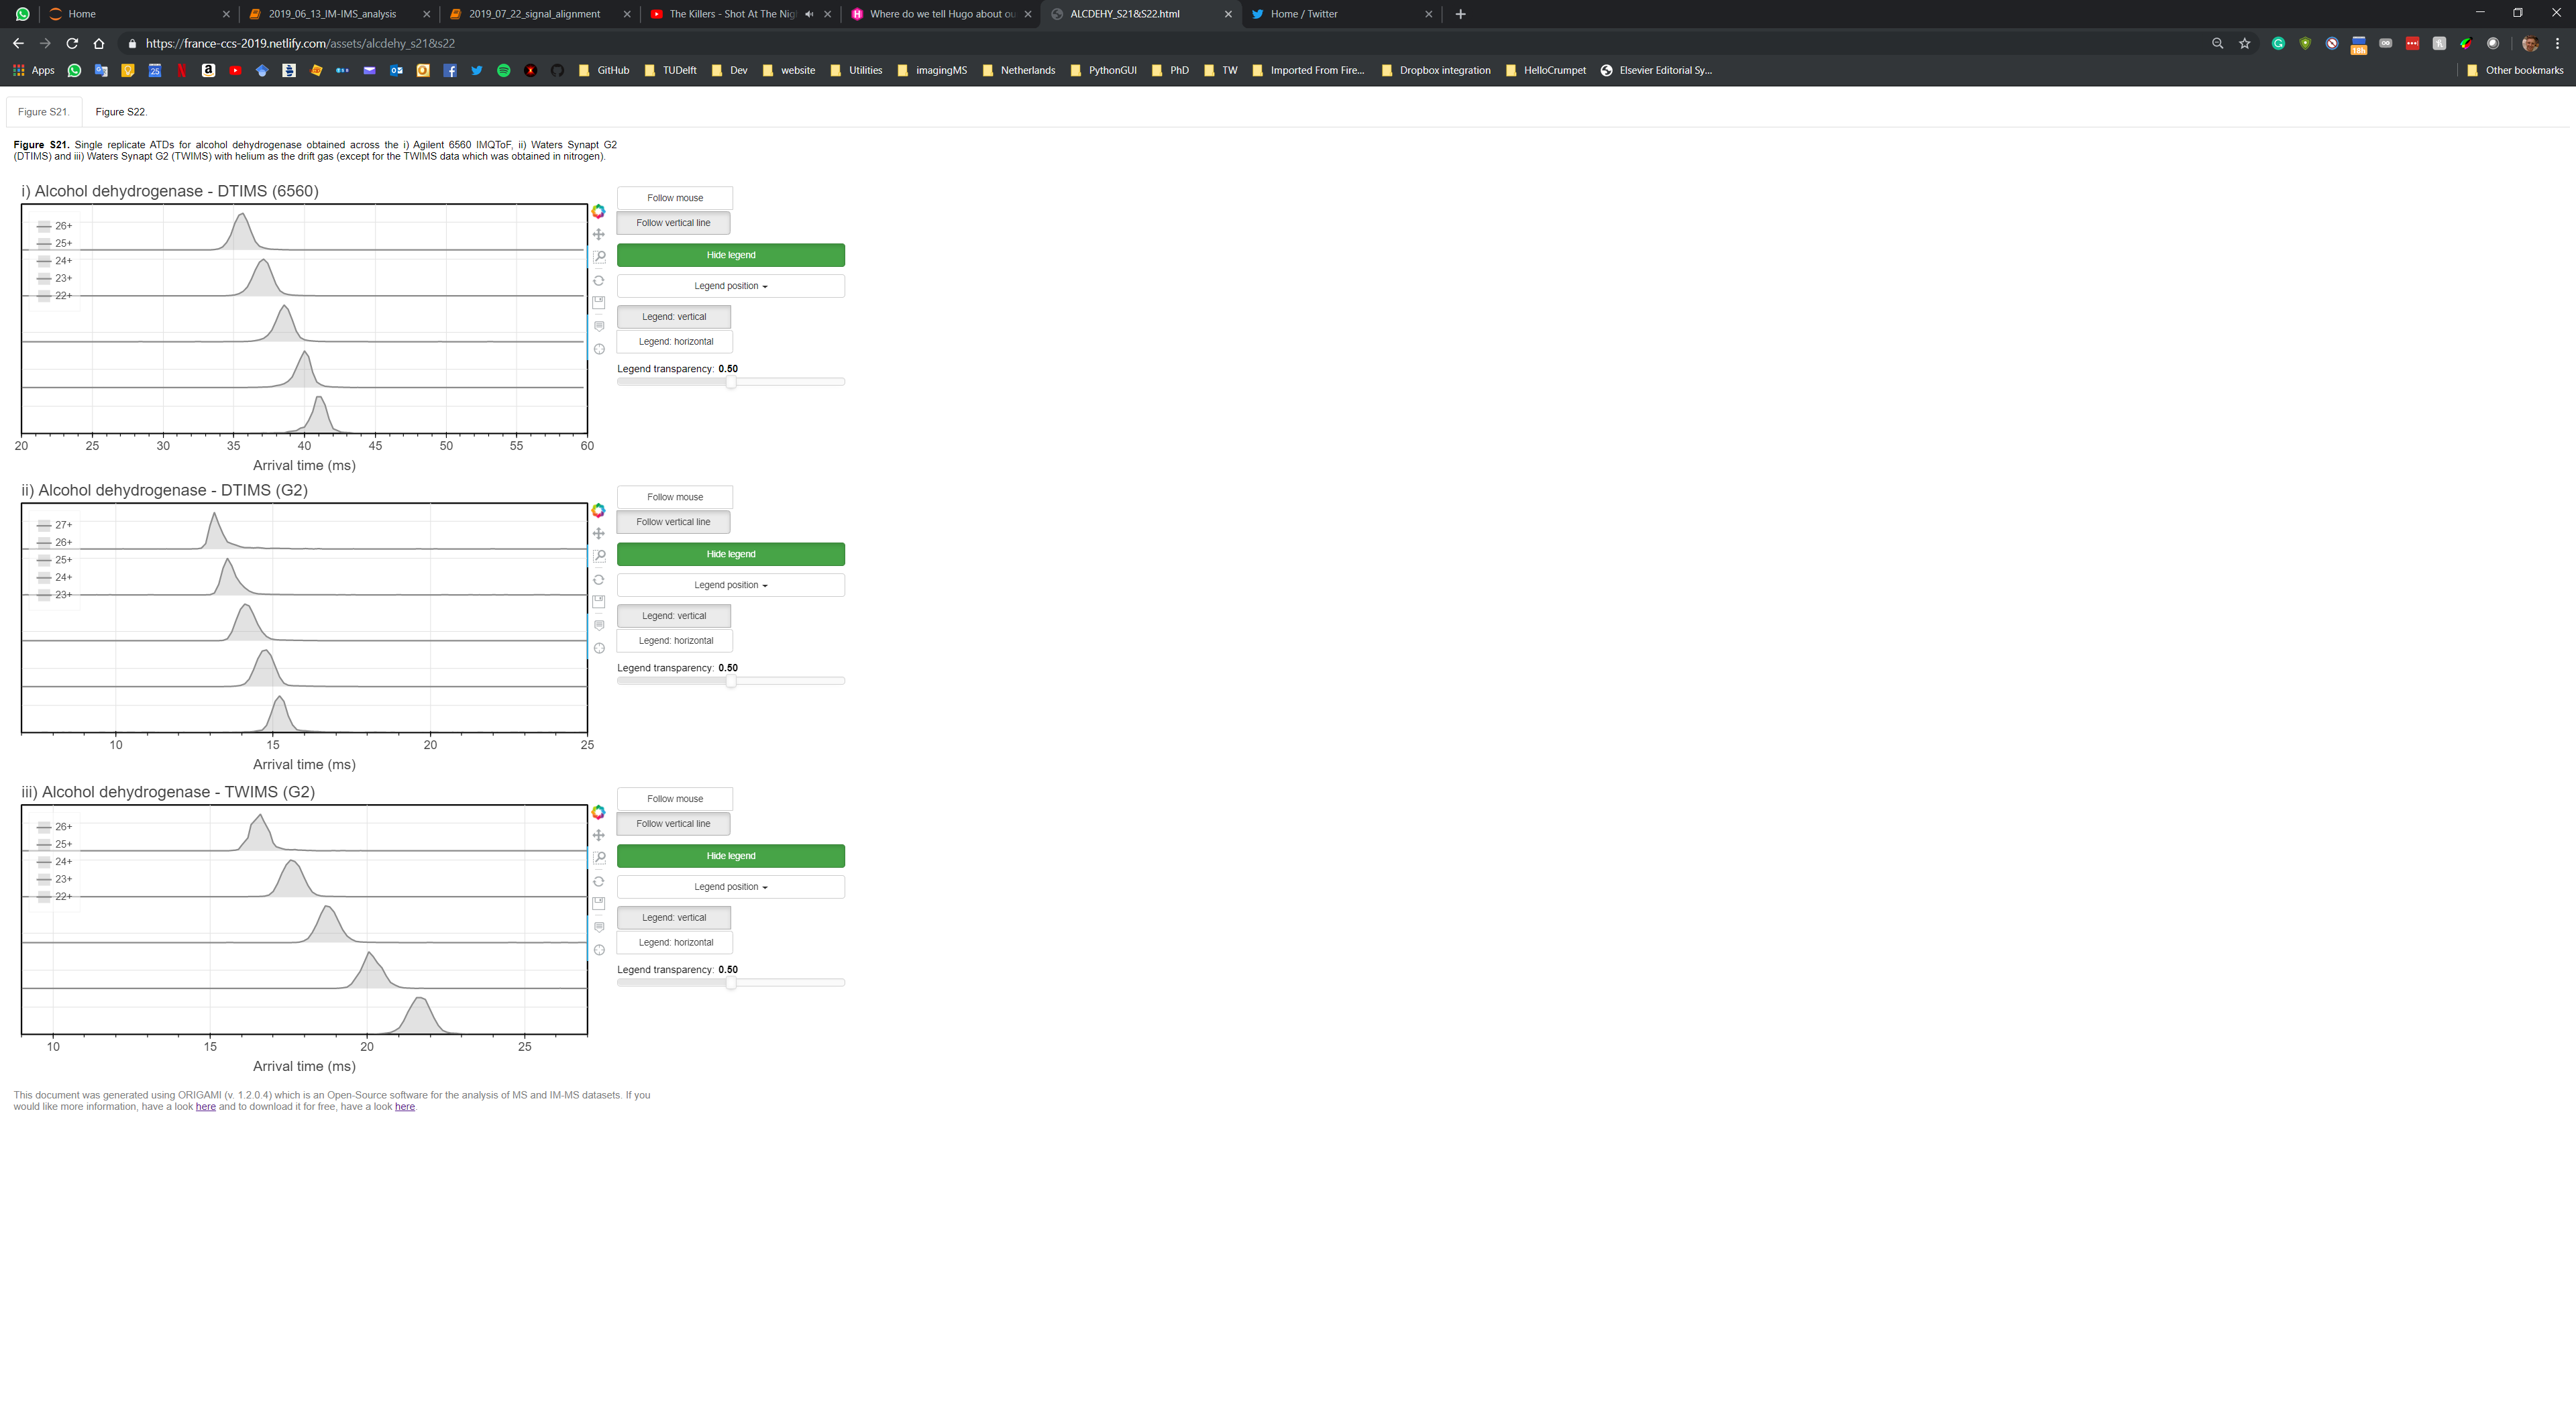 Home
2019_06_13_IM-IMS_analysis
2019_07_22_signal_alignment
The Killers - Shot At The Nig
Where do we tell Hugo about ou
ALCDEHY_S21&S22.html
Home / Twitter
https://france-ccs-2019.netlify.com/assets/alcdehy_s21&s22
18h
Apps
25
GitHub
TUDelft
Dev
website
Utilities
imagingMS
Netherlands
PythonGUI
PhD
TW
Imported From Fire...
Dropbox integration
HelloCrumpet
Elsevier Editorial Sy...
Other bookmarks
Figure S21.
Figure S22.
Figure S21. Single replicate ATDs for alcohol dehydrogenase obtained across the i) Agilent 6560 IMQToF, ii) Waters Synapt G2
(DTIMS) and iii) Waters Synapt G2 (TWIMS) with helium as the drift gas (except for the TWIMS data which was obtained in nitrogen).
i) Alcohol dehydrogenase - DTIMS (6560)
26+
25+
24+
23+
22+
20 25 30 35 40 45 50 55 60
Arrival time (ms)
Follow mouse
Follow vertical line
Hide legend
Legend position
Legend: vertical
Legend: horizontal
Legend transparency: 0.50
ii) Alcohol dehydrogenase - DTIMS (G2)
27+
26+
25+
24+
23+
10 15 20 25
Arrival time (ms)
Follow mouse
Follow vertical line
Hide legend
Legend position
Legend: vertical
Legend: horizontal
Legend transparency: 0.50
iii) Alcohol dehydrogenase - TWIMS (G2)
26+
25+
24+
23+
22+
10 15 20 25
Arrival time (ms)
Follow mouse
Follow vertical line
Hide legend
Legend position
Legend: vertical
Legend: horizontal
Legend transparency: 0.50
This document was generated using ORIGAMI (v. 1.2.0.4) which is an Open-Source software for the analysis of MS and IM-MS datasets. If you
would like more information, have a look here and to download it for free, have a look here.